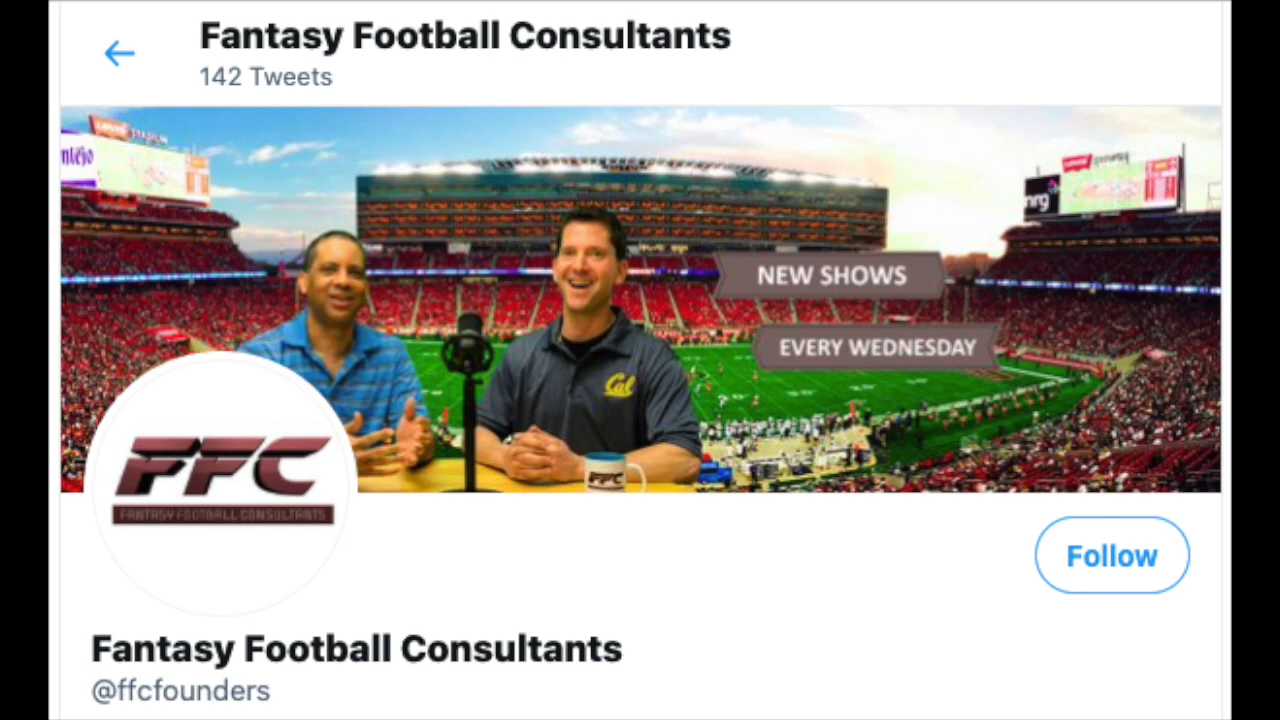 Fantasy Football Consultants
142 Tweets
nrg
NEW SHOWS
Cal
EVERY WEDNESDAY
FFC
FFC
FANTASY FOOTBALL CONSULTANTS
Follow
Fantasy Football Consultants
@ffcfounders